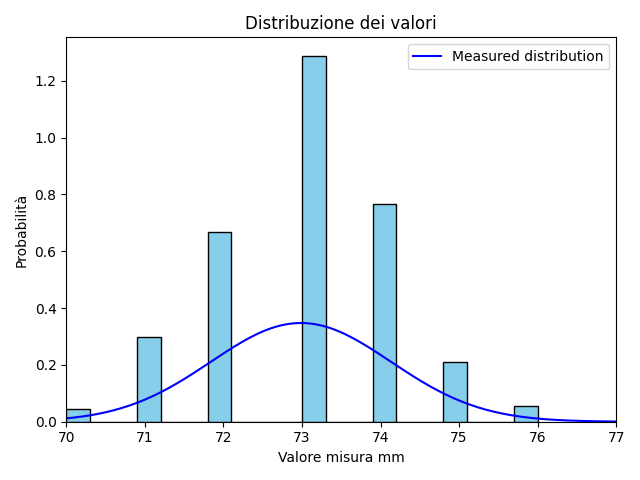 Distribuzione dei valori
Measured distribution
Probabilità
1.2
1.0
0.8
0.6
0.4
0.2
0.0
70 71 72 73 74 75 76 77
Valore misura mm